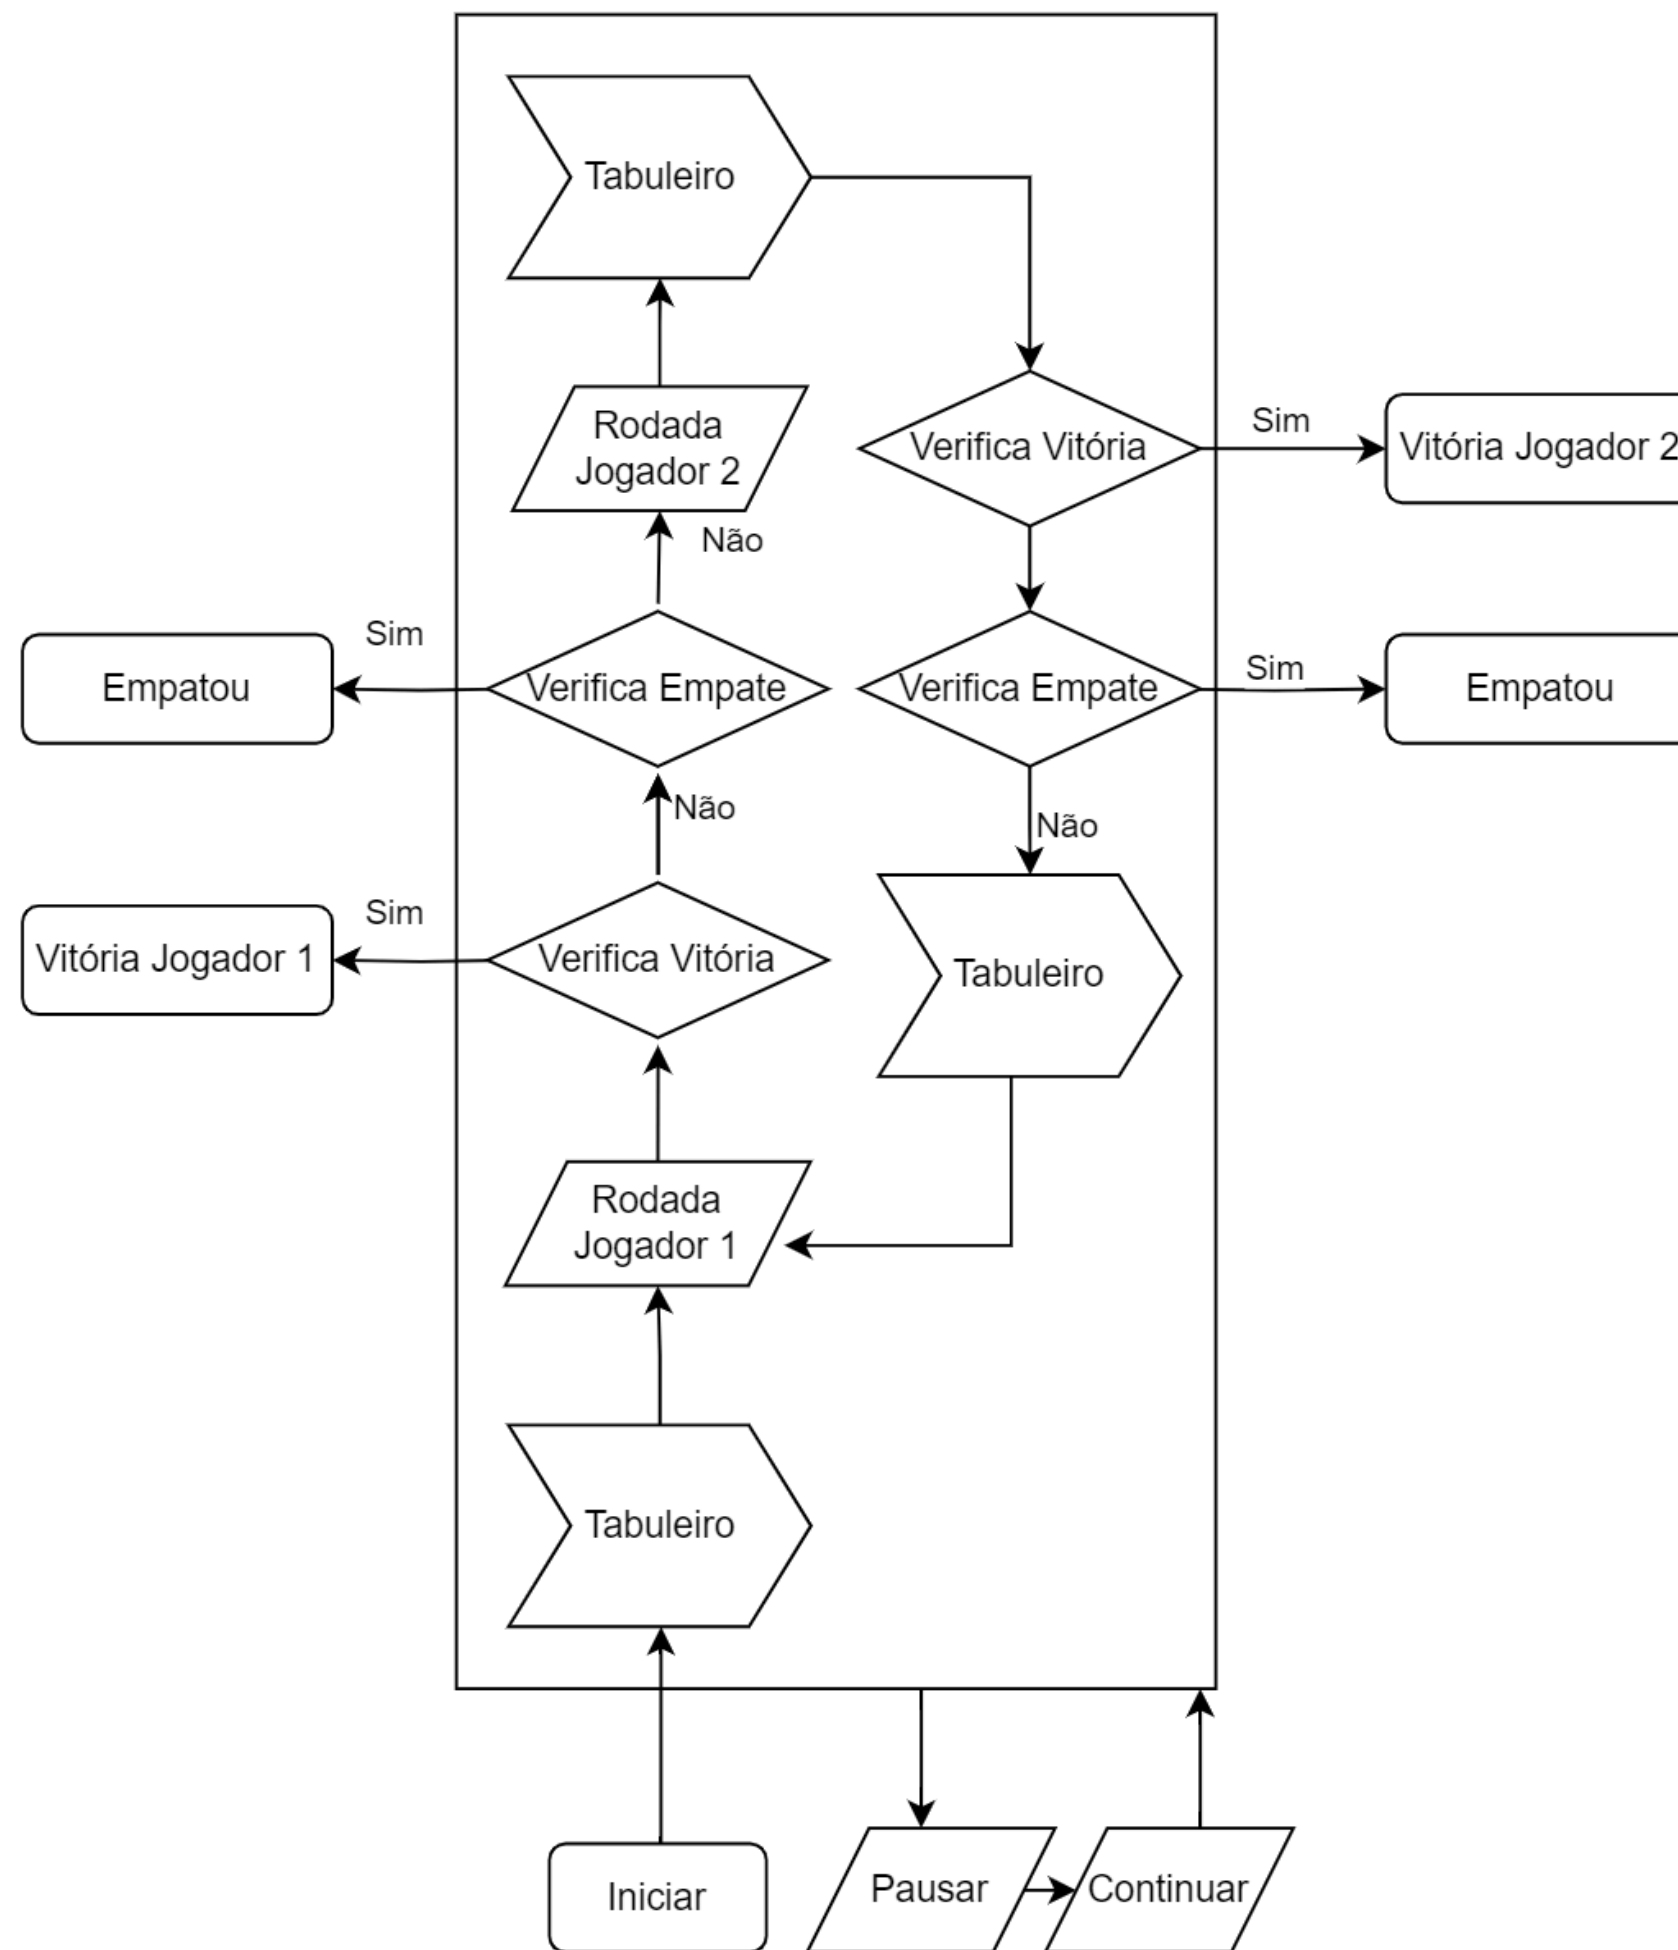 Tabuleiro
Rodada
Jogador 2
Verifica Vitória
Sim
Vitória Jogador 2
Não
Sim
Empatou
Verifica Empate
Verifica Empate
Sim
Empatou
Não
Não
Sim
Vitória Jogador 1
Verifica Vitória
Tabuleiro
Rodada
Jogador 1
Tabuleiro
Iniciar
Pausar
Continuar